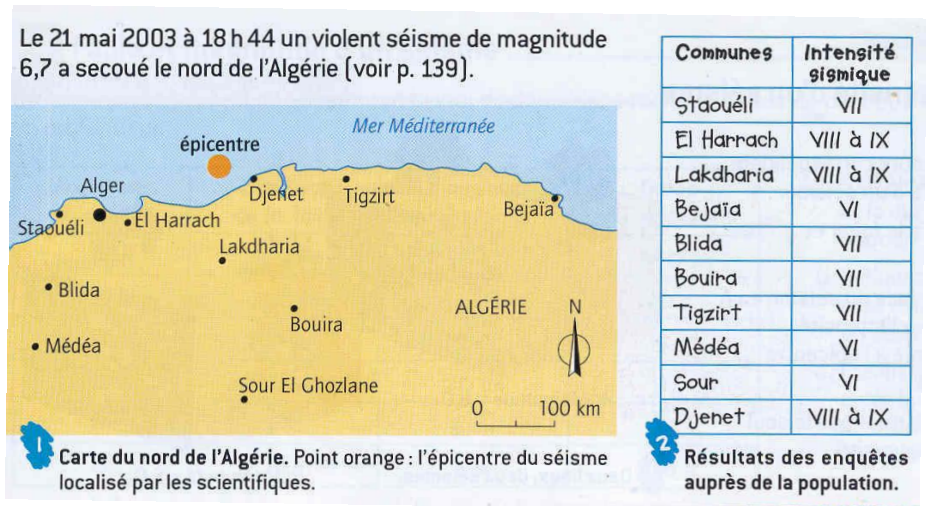 Le 21 mai 2003 à 18 h 44 un violent séisme de magnitude
6,7 a secoué le nord de l'Algérie (voir p. 139).
Mer Méditerranée
épicentre
Alger
Djenet
Tigzirt
Staouéli
El Harrach
Bejaïa
Lakdharia
Blida
ALGÉRIE
N
Bouira
Médéa
Sour El Ghozlane
0 100 km
1
Carte du nord de l'Algérie. Point orange : l'épicentre du séisme
localisé par les scientifiques.
Communes Intensité
sismique
Staouéli VII
El Harrach VIII à IX
Lakdharia VIII à IX
Bejaïa VI
Blida VII
Bouira VII
Tigzirt VII
Médéa VI
Sour VI
Djenet VIII à IX
2
Résultats des enquêtes
auprès de la population.